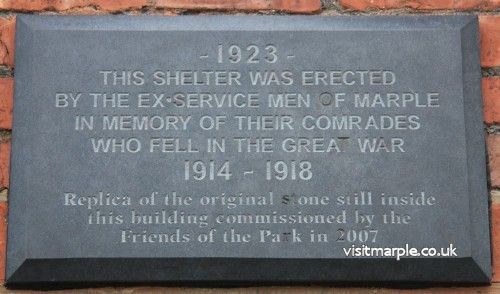 - 1923 -
THIS SHELTER WAS ERECTED
BY THE EX-SERVICE MEN OF MARPLE
IN MEMORY OF THEIR COMRADES
WHO FELL IN THE GREAT WAR
1914 - 1918
Replica of the original stone still inside
this building commissioned by the
Friends of the Park in 2007
visitmarple.co.uk